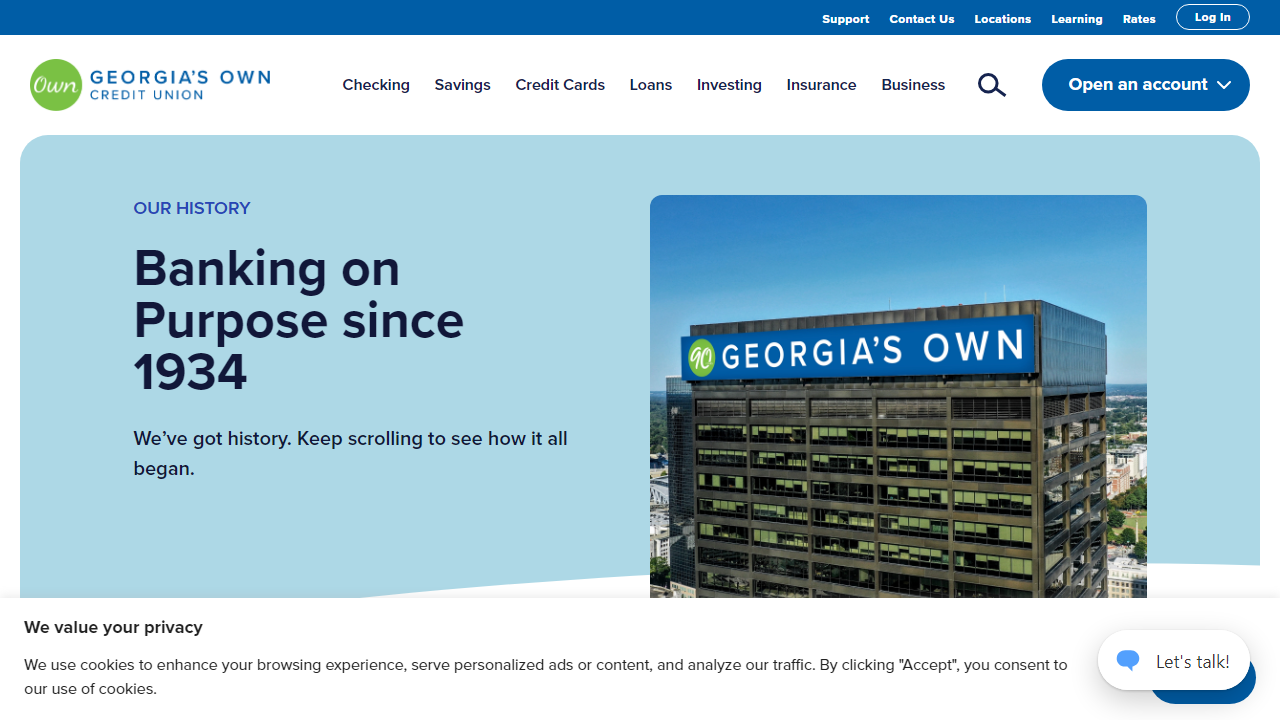 Support Contact Us Locations Learning Rates Log In
Own GEORGIA'S OWN
CREDIT UNION
Checking Savings Credit Cards Loans Investing Insurance Business Open an account
OUR HISTORY
Banking on
Purpose since
1934
We’ve got history. Keep scrolling to see how it all
began.
90 GEORGIA'S OWN
We value your privacy
We use cookies to enhance your browsing experience, serve personalized ads or content, and analyze our traffic. By clicking "Accept", you consent to
our use of cookies.
Let's talk!